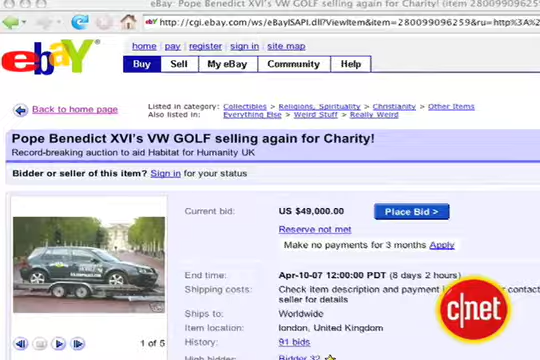 eBay Pope Benedict XVI's VW GOLF selling again for Charity! (item 280099096259
http://cgi.ebay.com/ws/eBayISAPI.dll?ViewItem&item=280099096259&ru=http%3A%2
home | pay | register | sign in | site map
ebay
Buy Sell My eBay Community Help
Back to home page
Listed in category: Collectibles > Religions, Spirituality > Christianity > Other Items
Also listed in: Everything Else > Weird Stuff > Really Weird
Pope Benedict XVI's VW GOLF selling again for Charity!
Record-breaking auction to aid Habitat for Humanity UK
Bidder or seller of this item? Sign in for your status
Current bid: US $49,000.00 Place Bid >
Reserve not met
Make no payments for 3 months Apply
End time: Apr-10-07 12:00:00 PDT (8 days 2 hours)
Shipping costs: Check item description and payment contact
seller for details
Ships to: Worldwide
Item location: london, United Kingdom
History: 91 bids
High bidder: Bidder 32
1 of 5
c|net